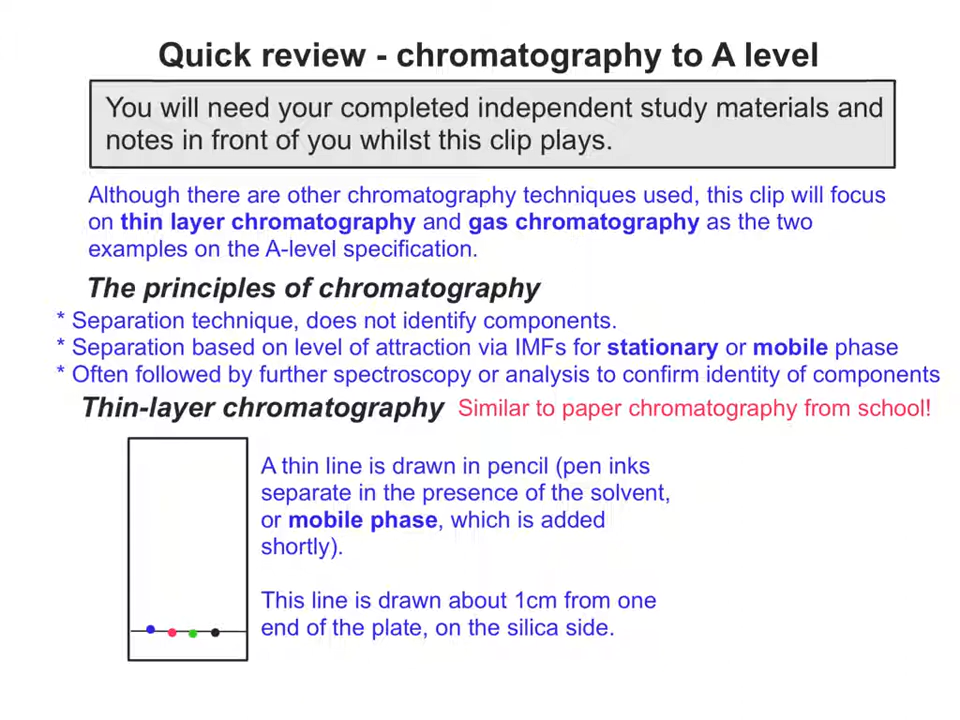 Quick review - chromatography to A level
You will need your completed independent study materials and
notes in front of you whilst this clip plays.
Although there are other chromatography techniques used, this clip will focus
on thin layer chromatography and gas chromatography as the two
examples on the A-level specification.
The principles of chromatography
* Separation technique, does not identify components.
* Separation based on level of attraction via IMFs for stationary or mobile phase
* Often followed by further spectroscopy or analysis to confirm identity of components
Thin-layer chromatography Similar to paper chromatography from school!
A thin line is drawn in pencil (pen inks
separate in the presence of the solvent,
or mobile phase, which is added
shortly).
This line is drawn about 1cm from one
end of the plate, on the silica side.